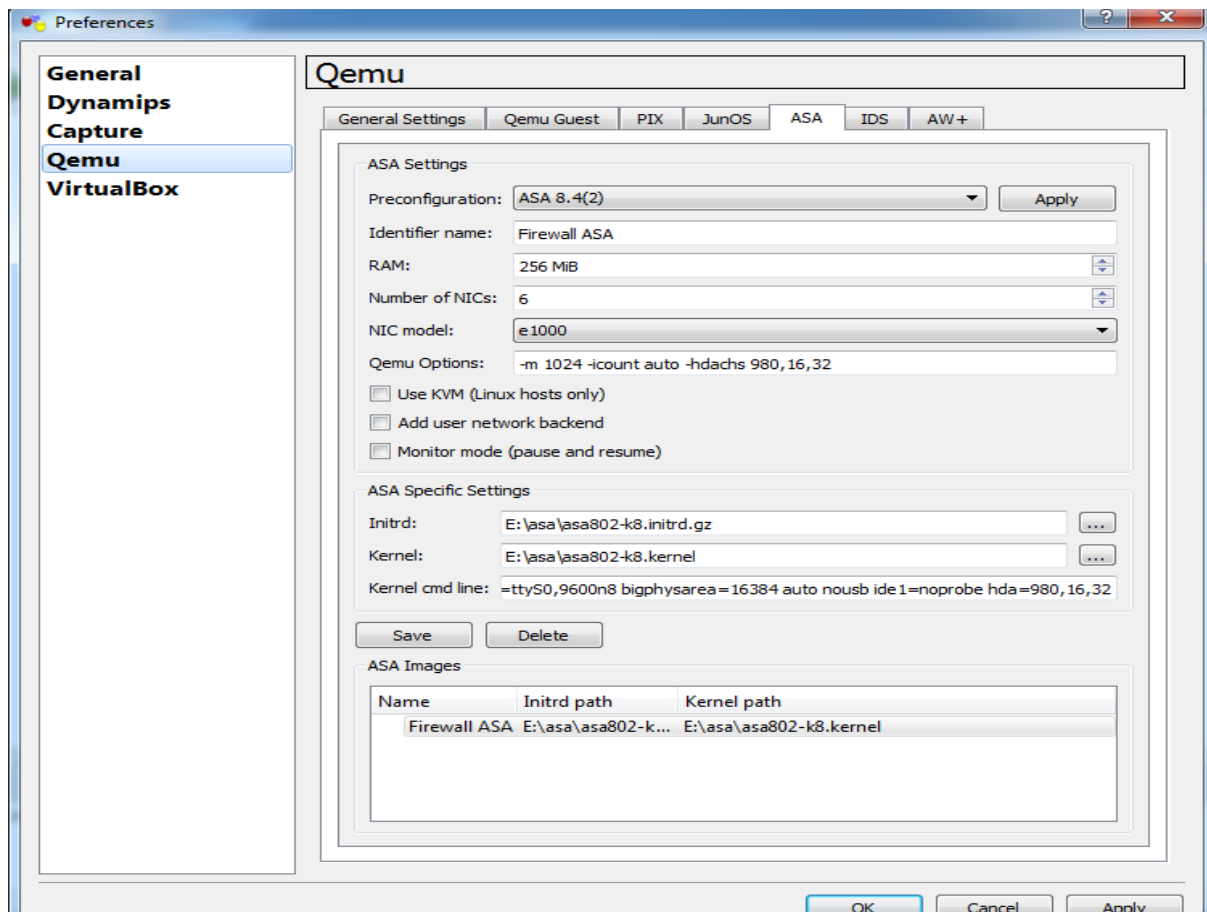 Preferences
?
General
Dynamips
Capture
Qemu
VirtualBox
Qemu
General Settings Qemu Guest PIX JunOS ASA IDS AW+
ASA Settings
Preconfiguration: ASA 8.4(2) Apply
Identifier name: Firewall ASA
RAM: 256 MiB
Number of NICs: 6
NIC model: e1000
Qemu Options: -m 1024 -icount auto -hdachs 980,16,32
Use KVM (Linux hosts only)
Add user network backend
Monitor mode (pause and resume)
ASA Specific Settings
Initrd: E:\asa\asa802-k8.initrd.gz ...
Kernel: E:\asa\asa802-k8.kernel ...
Kernel cmd line: =ttyS0,9600n8 bigphysarea=16384 auto nousb ide1=noprobe hda=980,16,32
Save Delete
ASA Images
Name Initrd path Kernel path
Firewall ASA E:\asa\asa802-k... E:\asa\asa802-k8.kernel
OK Cancel Apply